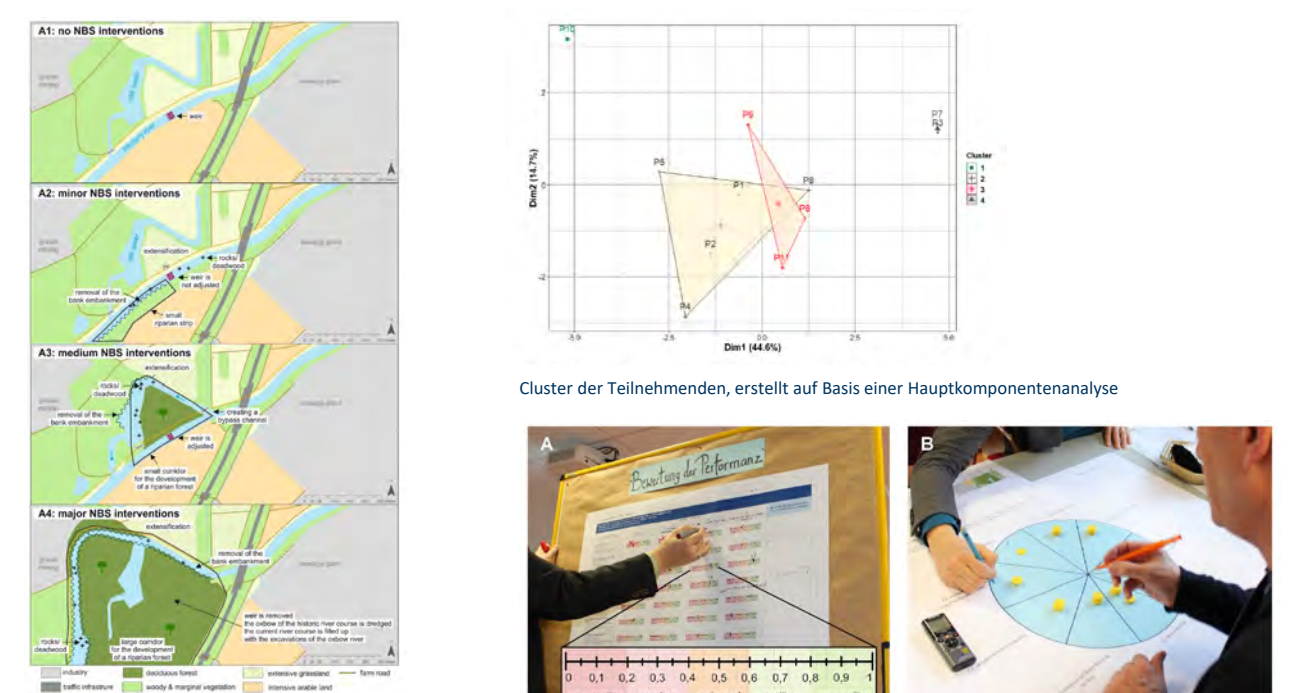 A1: no NBS interventions
weir
A2: minor NBS interventions
extensification
rocks/
deadwood
weir is
not adjusted
removal of the
bank embankment
small
riparian strip
A3: medium NBS interventions
extensification
rocks/
deadwood
removal of the
bank embankment
creating a
bypass channel
weir is
adjusted
small corridor
for the development
of a riparian forest
A4: major NBS interventions
extensification
removal of the
bank embankment
weir is removed
the oxbow of the historic river course is dredged
the current river course is filled up
with the excavations of the oxbow river
rocks/
deadwood
large corridor
for the development
of a riparian forest
industry
deciduous forest
extensive grassland
farm road
traffic infrastrure
woody & marginal vegetation
intensive arable land
P10
P7
P3
P9
P5
P1
P8
P2
P11
P4
2
0
-2
-2.5
0.0
2.5
Dim2 (14.7%)
Dim1 (44.6%)
Cluster
1
2
3
4
Cluster der Teilnehmenden, erstellt auf Basis einer Hauptkomponentenanalyse
A
Bewertung der Performanz
0 0,1 0,2 0,3 0,4 0,5 0,6 0,7 0,8 0,9 1
B